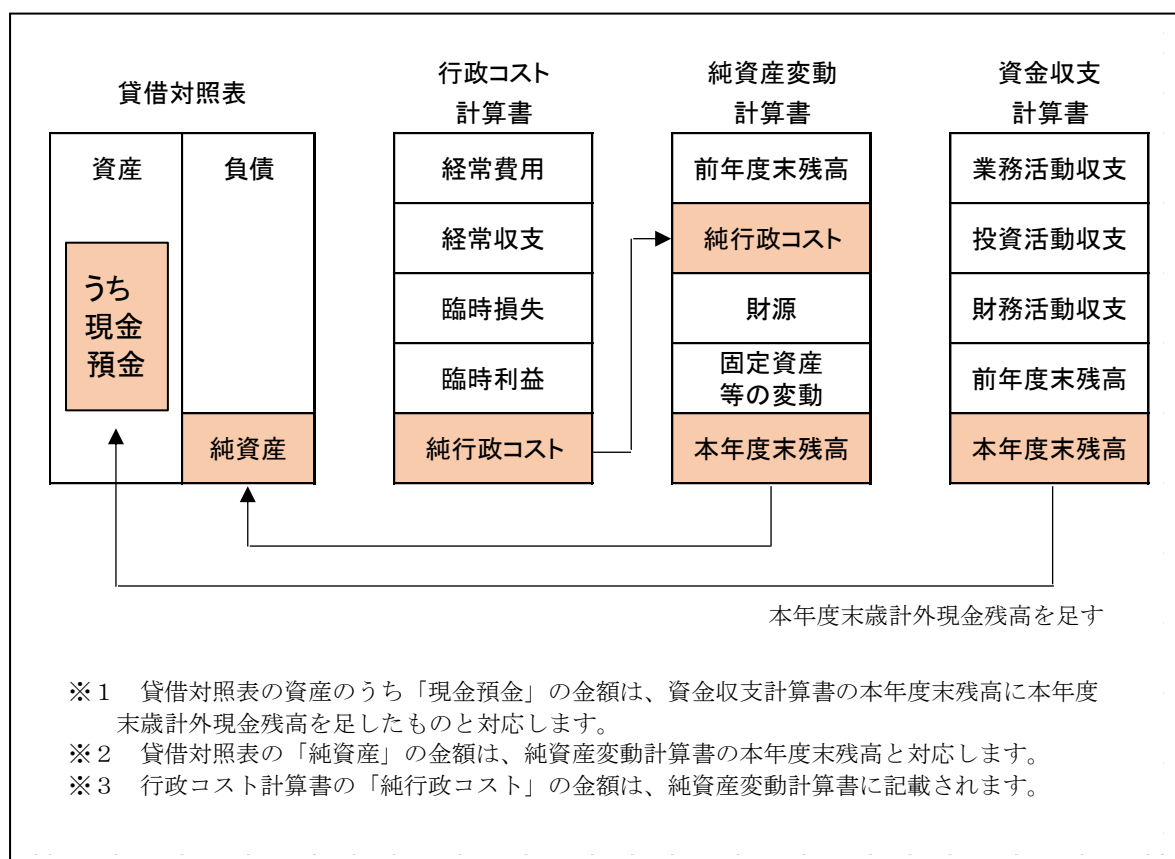 貸借対照表
資産
負債
うち
現金
預金
純資産
行政コスト
計算書
経常費用
経常収支
臨時損失
臨時利益
純行政コスト
純資産変動
計算書
前年度末残高
純行政コスト
財源
固定資産
等の変動
本年度末残高
資金収支
計算書
業務活動収支
投資活動収支
財務活動収支
前年度末残高
本年度末残高
本年度末歳計外現金残高を足す
※1　貸借対照表の資産のうち「現金預金」の金額は、資金収支計算書の本年度末残高に本年度
末歳計外現金残高を足したものと対応します。
※2　貸借対照表の「純資産」の金額は、純資産変動計算書の本年度末残高と対応します。
※3　行政コスト計算書の「純行政コスト」の金額は、純資産変動計算書に記載されます。